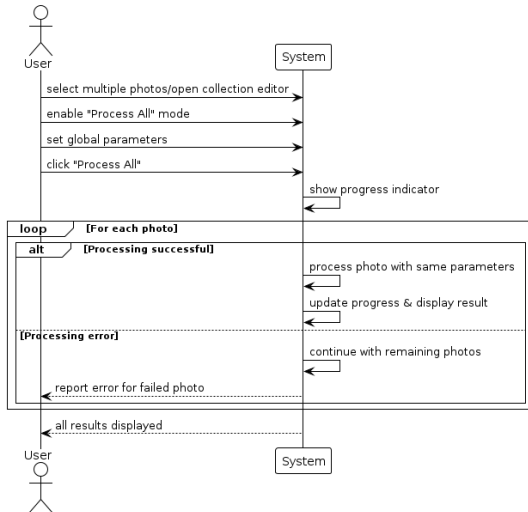 User
System
select multiple photos/open collection editor
enable "Process All" mode
set global parameters
click "Process All"
show progress indicator
loop [For each photo]
alt [Processing successful]
process photo with same parameters
update progress & display result
[Processing error]
continue with remaining photos
report error for failed photo
all results displayed
User
System